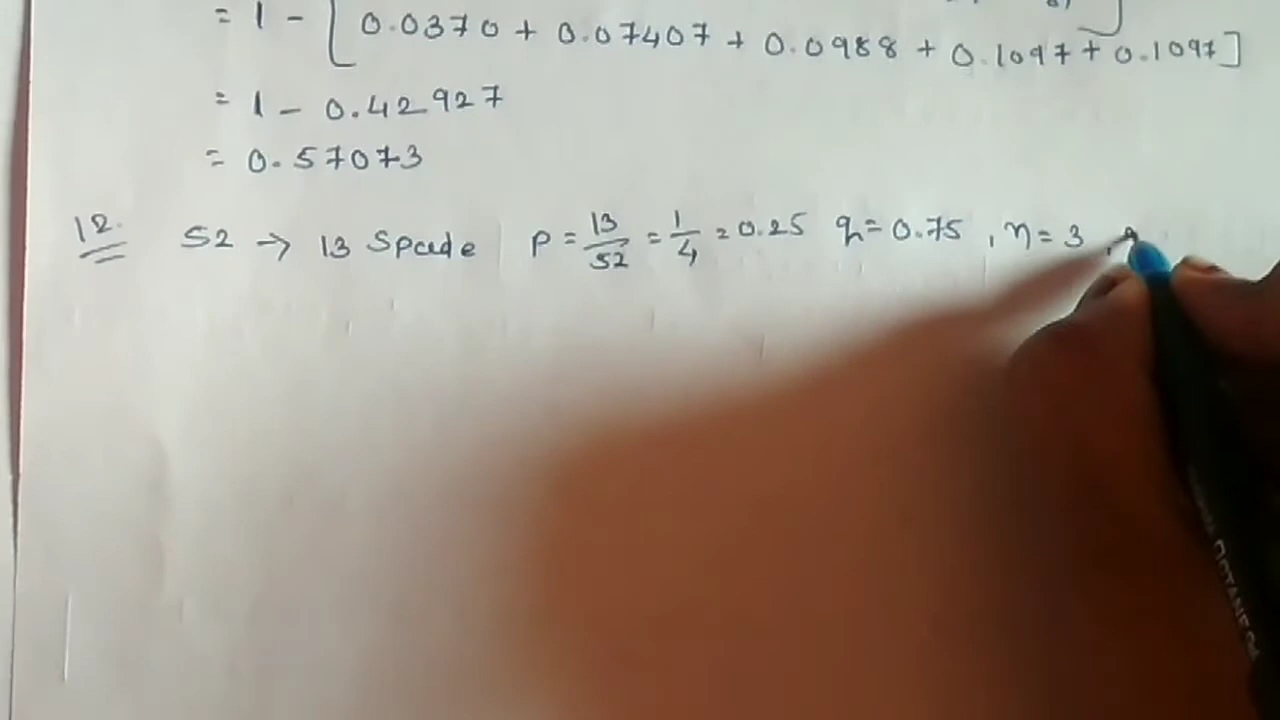 = 1 - [ 0.0370 + 0.07407 + 0.0988 + 0.1097 + 0.1097]
= 1 - 0.42927
= 0.57073
12. 52 → 13 Spade p = 13/52 = 1/4 = 0.25 q = 0.75 , n = 3 ,